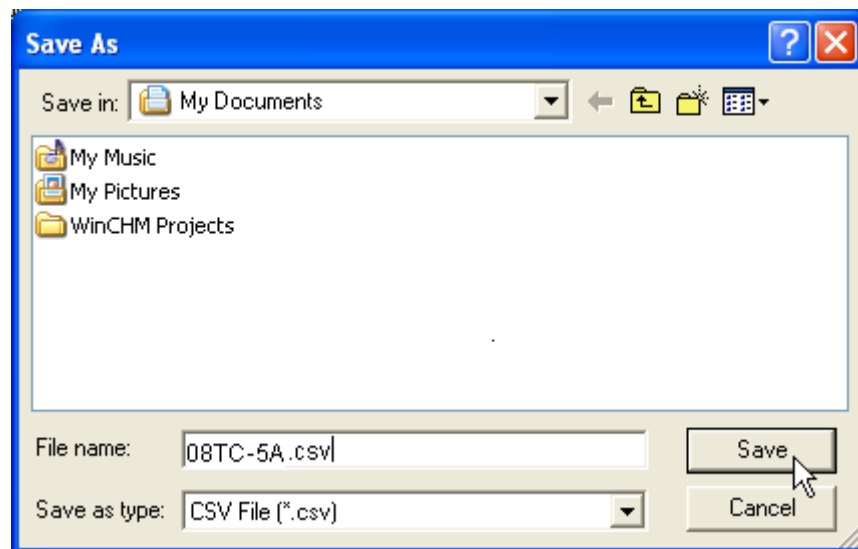 Save As
Save in: My Documents
My Music
My Pictures
WinCHM Projects
File name: 08TC-5A.csv Save
Save as type: CSV File (*.csv) Cancel